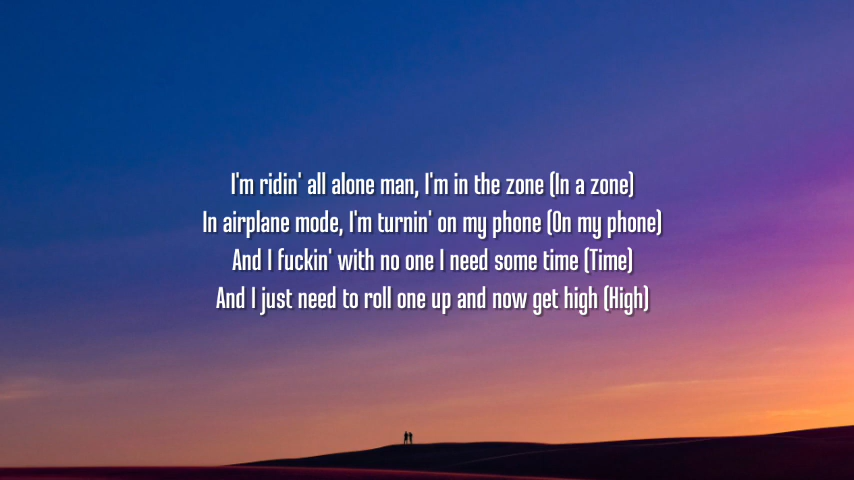 I'm ridin' all alone man, I'm in the zone (In a zone)
In airplane mode, I'm turnin' on my phone (On my phone)
And I fuckin' with no one I need some time (Time)
And I just need to roll one up and now get high (High)